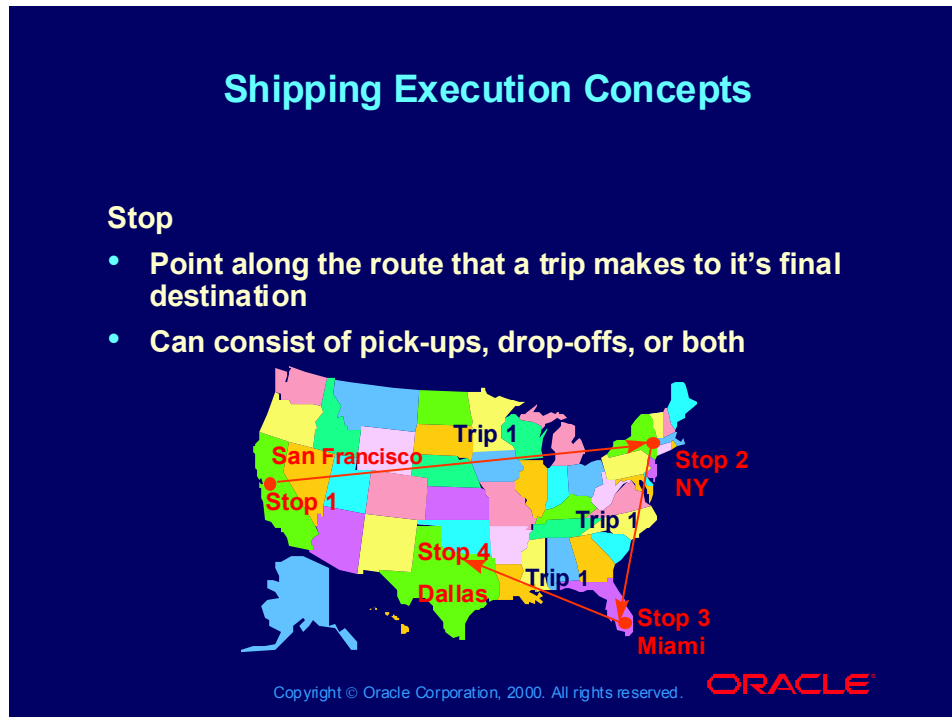 Shipping Execution Concepts
Stop
• Point along the route that a trip makes to it’s final
destination
• Can consist of pick-ups, drop-offs, or both
Trip 1
San Francisco
Stop 1
Stop 2
NY
Trip 1
Stop 4
Dallas
Trip 1
Stop 3
Miami
Copyright © Oracle Corporation, 2000. All rights reserved.
ORACLE®